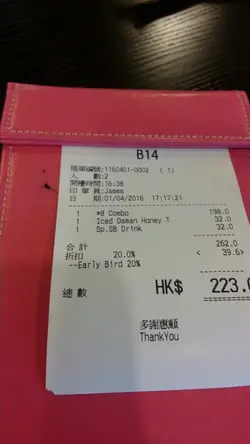 B14
賬單編號:1160401-0002 ( 1)
人 數:2
開檯時間:16:38
印單員:James
日 期:01/04/2016 17:17:21
1 *B Combo 198.0
1 Iced Osman Honey T 32.0
1 Sp.SB Drink 32.0
合計 262.0
折扣 20.0% < 39.6>
--Early Bird 20%
總數 HK$ 223.0
多謝惠顧
ThankYou